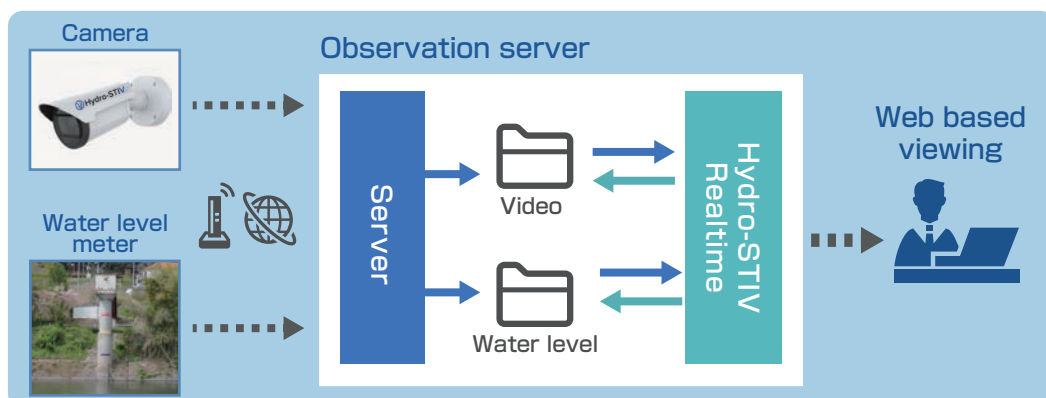 Camera
Hydro-STIV
Water level
meter
Observation server
Server
Video
Water level
Hydro-STIV
Realtime
Web based
viewing